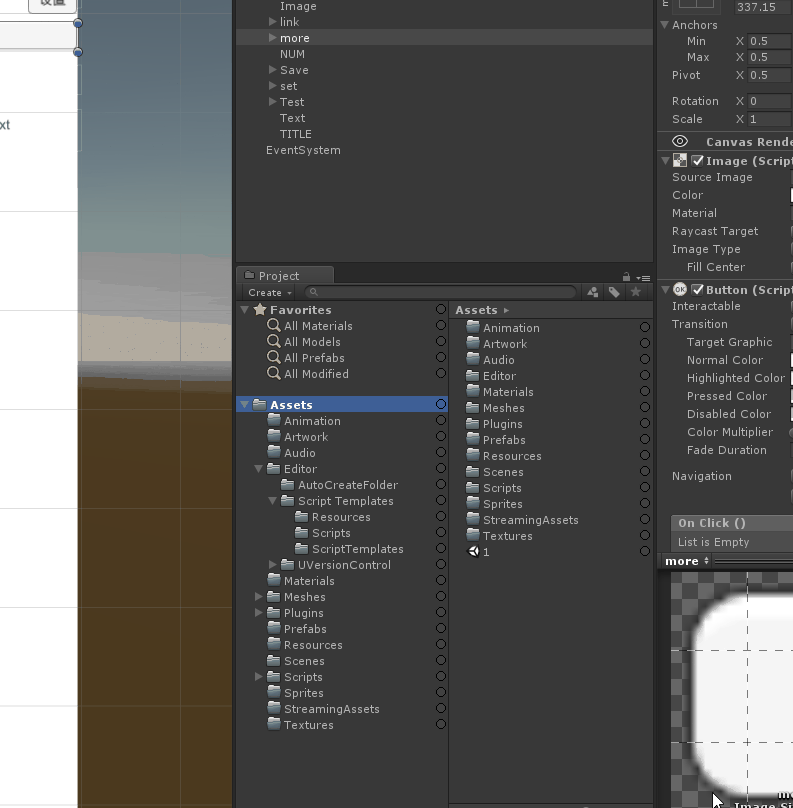 设置
xt
Image
link
more
NUM
Save
set
Test
Text
TITLE
EventSystem
Project
Create
Favorites
All Materials
All Models
All Prefabs
All Modified
Assets
Animation
Artwork
Audio
Editor
AutoCreateFolder
Script Templates
Resources
Scripts
ScriptTemplates
UVersionControl
Materials
Meshes
Plugins
Prefabs
Resources
Scenes
Scripts
Sprites
StreamingAssets
Textures
Assets
Animation
Artwork
Audio
Editor
Materials
Meshes
Plugins
Prefabs
Resources
Scenes
Scripts
Sprites
StreamingAssets
Textures
1
337.15
Anchors
Min X 0.5
Max X 0.5
Pivot X 0.5
Rotation X 0
Scale X 1
Canvas Rende
Image (Script
Source Image
Color
Material
Raycast Target
Image Type
Fill Center
OK Button (Script
Interactable
Transition
Target Graphic
Normal Color
Highlighted Color
Pressed Color
Disabled Color
Color Multiplier
Fade Duration
Navigation
On Click ()
List is Empty
more